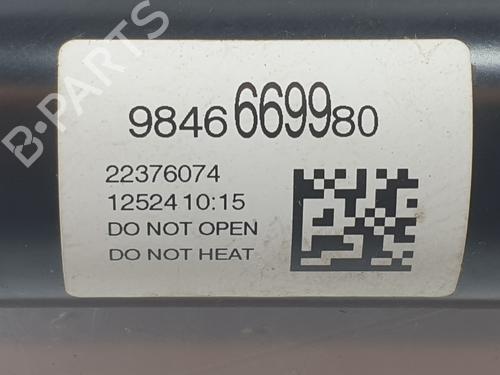 B-PARTS
9846669980
22376074
12524 10:15
DO NOT OPEN
DO NOT HEAT